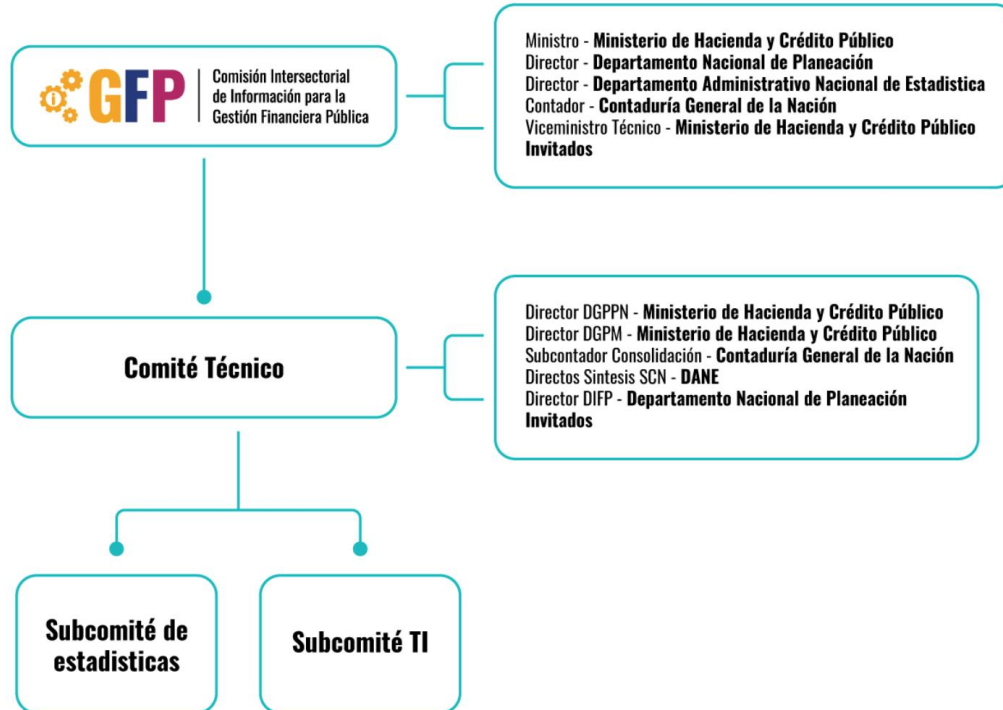 GFP
Comisión Intersectorial
de Información para la
Gestión Financiera Pública
Ministro - Ministerio de Hacienda y Crédito Público
Director - Departamento Nacional de Planeación
Director - Departamento Administrativo Nacional de Estadistica
Contador - Contaduría General de la Nación
Viceministro Técnico - Ministerio de Hacienda y Crédito Público
Invitados
Comité Técnico
Director DGPPN - Ministerio de Hacienda y Crédito Público
Director DGPM - Ministerio de Hacienda y Crédito Público
Subcontador Consolidación - Contaduría General de la Nación
Directos Sintesis SCN - DANE
Director DIFP - Departamento Nacional de Planeación
Invitados
Subcomité de
estadisticas
Subcomité TI